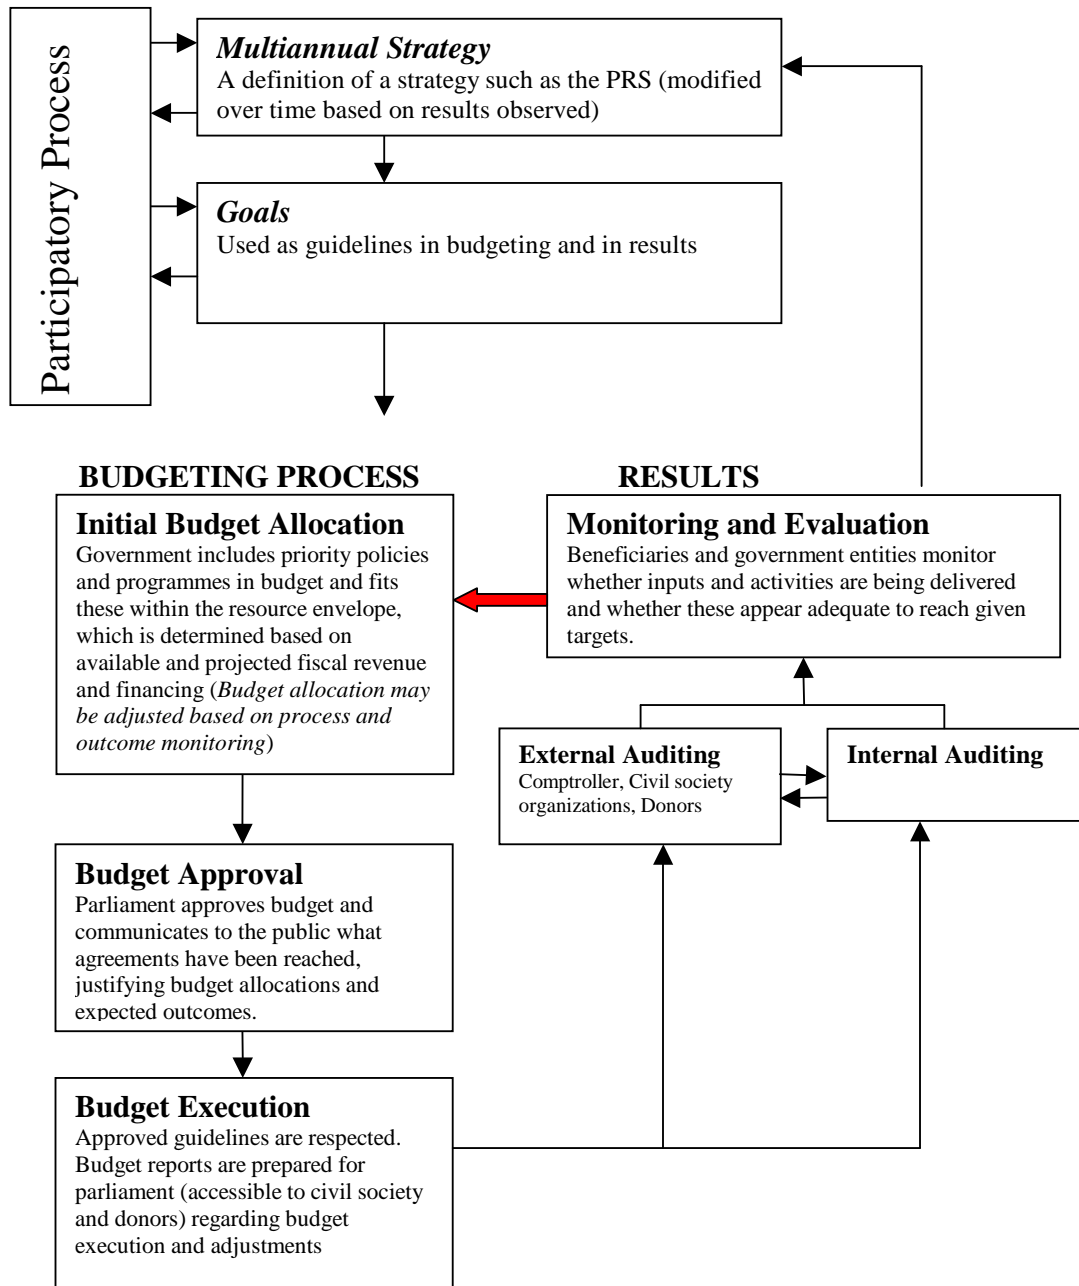 Participatory Process
Multiannual Strategy
A definition of a strategy such as the PRS (modified
over time based on results observed)
Goals
Used as guidelines in budgeting and in results
BUDGETING PROCESS
Initial Budget Allocation
Government includes priority policies
and programmes in budget and fits
these within the resource envelope,
which is determined based on
available and projected fiscal revenue
and financing (Budget allocation may
be adjusted based on process and
outcome monitoring)
RESULTS
Monitoring and Evaluation
Beneficiaries and government entities monitor
whether inputs and activities are being delivered
and whether these appear adequate to reach given
targets.
External Auditing
Comptroller, Civil society
organizations, Donors
Internal Auditing
Budget Approval
Parliament approves budget and
communicates to the public what
agreements have been reached,
justifying budget allocations and
expected outcomes.
Budget Execution
Approved guidelines are respected.
Budget reports are prepared for
parliament (accessible to civil society
and donors) regarding budget
execution and adjustments